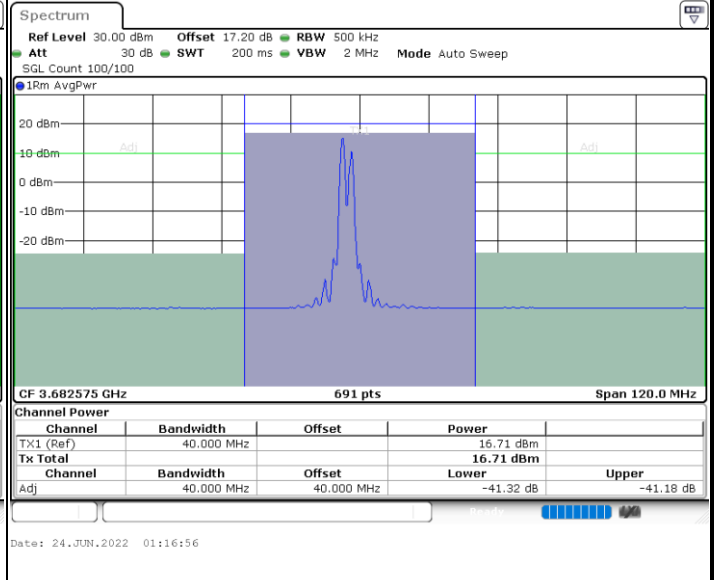 Spectrum
Ref Level 30.00 dBm Offset 17.20 dB RBW 500 kHz
Att 30 dB SWT 200 ms VBW 2 MHz Mode Auto Sweep
SGL Count 100/100
1Rm AvgPwr
20 dBm
TX1
Adj Adj
10 dBm
0 dBm
-10 dBm
-20 dBm
CF 3.682575 GHz 691 pts Span 120.0 MHz
Channel Power
Channel Bandwidth Offset Power
TX1 (Ref) 40.000 MHz 16.71 dBm
Tx Total 16.71 dBm
Channel Bandwidth Offset Lower Upper
Adj 40.000 MHz 40.000 MHz -41.32 dB -41.18 dB
Ready
Date: 24.JUN.2022 01:16:56